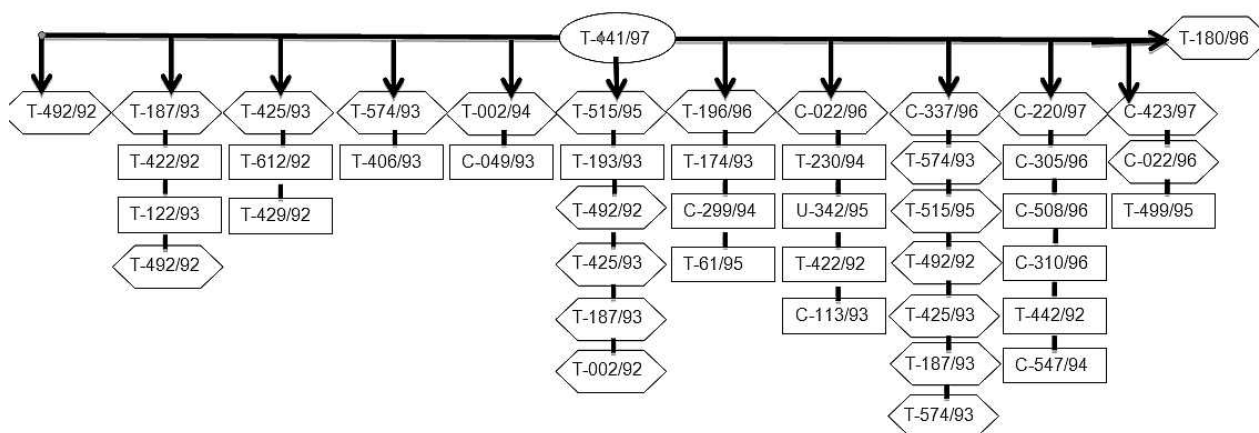 T-441/97
T-180/96
T-492/92
T-187/93
T-425/93
T-574/93
T-002/94
T-515/95
T-196/96
C-022/96
C-337/96
C-220/97
C-423/97
T-422/92
T-612/92
T-406/93
C-049/93
T-193/93
T-174/93
T-230/94
T-574/93
C-305/96
C-022/96
T-122/93
T-429/92
T-492/92
C-299/94
U-342/95
T-515/95
C-508/96
T-499/95
T-492/92
T-425/93
T-61/95
T-422/92
T-492/92
C-310/96
T-187/93
C-113/93
T-425/93
T-442/92
T-002/92
T-187/93
C-547/94
T-574/93